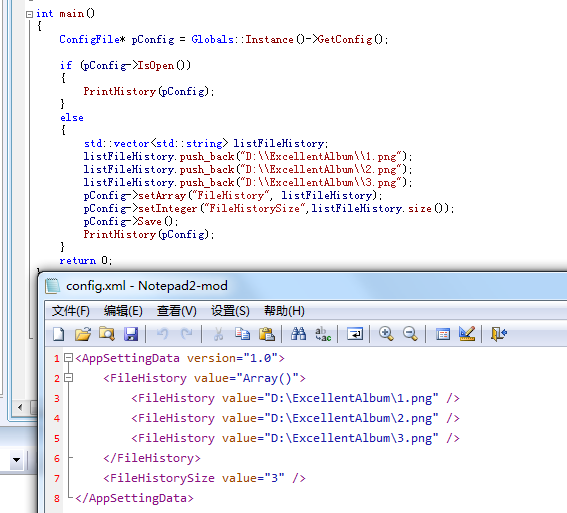 int main()
{
ConfigFile* pConfig = Globals::Instance()->GetConfig();
if (pConfig->IsOpen())
{
PrintHistory(pConfig);
}
else
{
std::vector<std::string> listFileHistory;
listFileHistory.push_back("D:\\ExcellentAlbum\\1.png");
listFileHistory.push_back("D:\\ExcellentAlbum\\2.png");
listFileHistory.push_back("D:\\ExcellentAlbum\\3.png");
pConfig->setArray("FileHistory", listFileHistory);
pConfig->setInteger("FileHistorySize",listFileHistory.size());
pConfig->Save();
PrintHistory(pConfig);
}
return 0;
config.xml - Notepad2-mod
文件(F) 编辑(E) 查看(V) 设置(S) 帮助(H)
1 <AppSettingData version="1.0">
2 <FileHistory value="Array()">
3 <FileHistory value="D:\ExcellentAlbum\1.png" />
4 <FileHistory value="D:\ExcellentAlbum\2.png" />
5 <FileHistory value="D:\ExcellentAlbum\3.png" />
6 </FileHistory>
7 <FileHistorySize value="3" />
8 </AppSettingData>